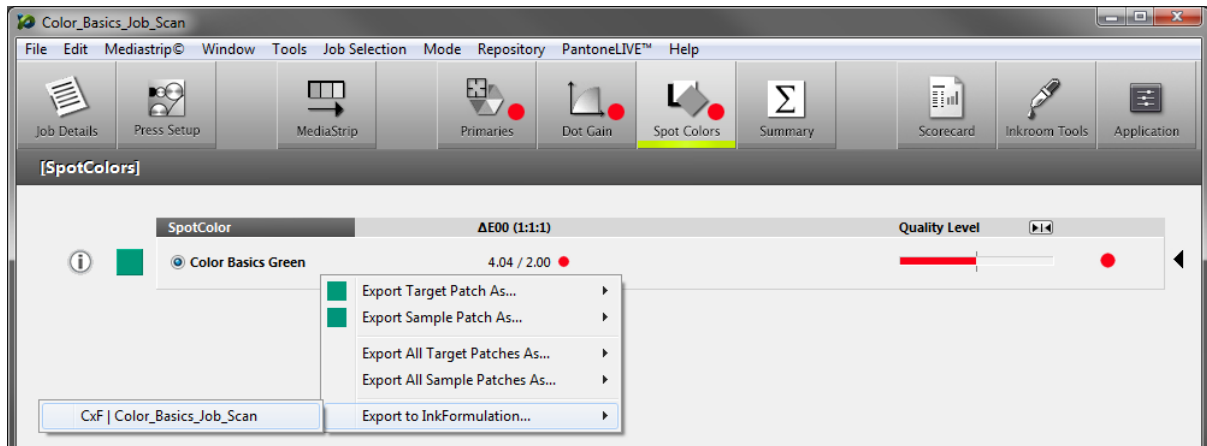 Color_Basics_Job_Scan
File Edit Mediastrip© Window Tools Job Selection Mode Repository PantoneLIVE™ Help
Job Details Press Setup MediaStrip Primaries Dot Gain Spot Colors Summary Scorecard Inkroom Tools Application
[SpotColors]
SpotColor ΔE00 (1:1:1) Quality Level
Color Basics Green 4.04 / 2.00
Export Target Patch As...
Export Sample Patch As...
Export All Target Patches As...
Export All Sample Patches As...
CxF | Color_Basics_Job_Scan Export to InkFormulation...